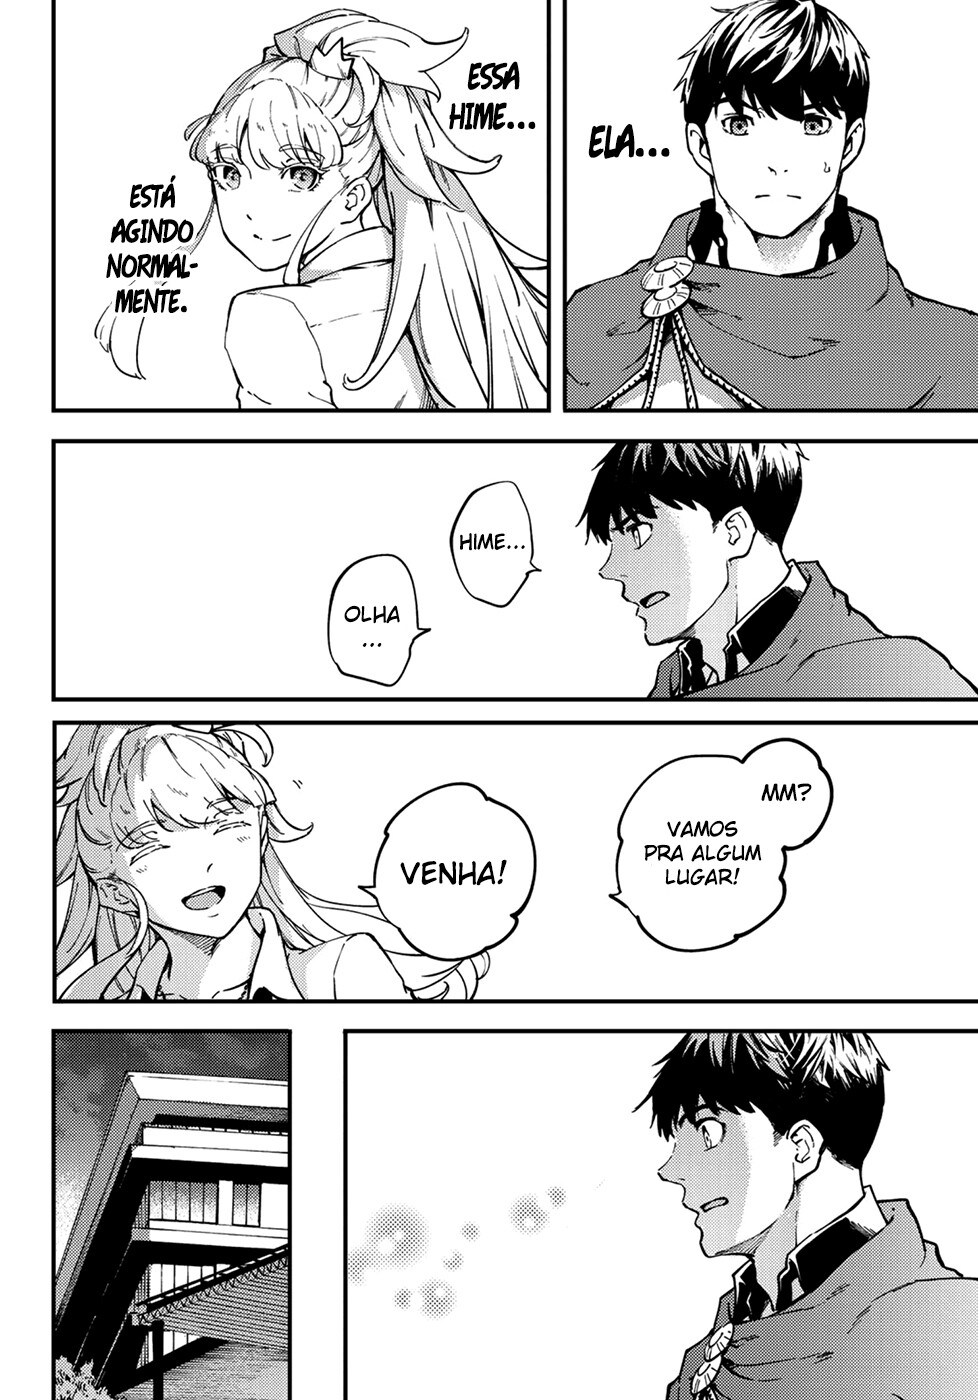 ELA...
ESSA
HIME...
ESTÁ
AGINDO
NORMAL-
MENTE.
HIME...
OLHA
...
MM?
VAMOS
PRA ALGUM
LUGAR!
VENHA!